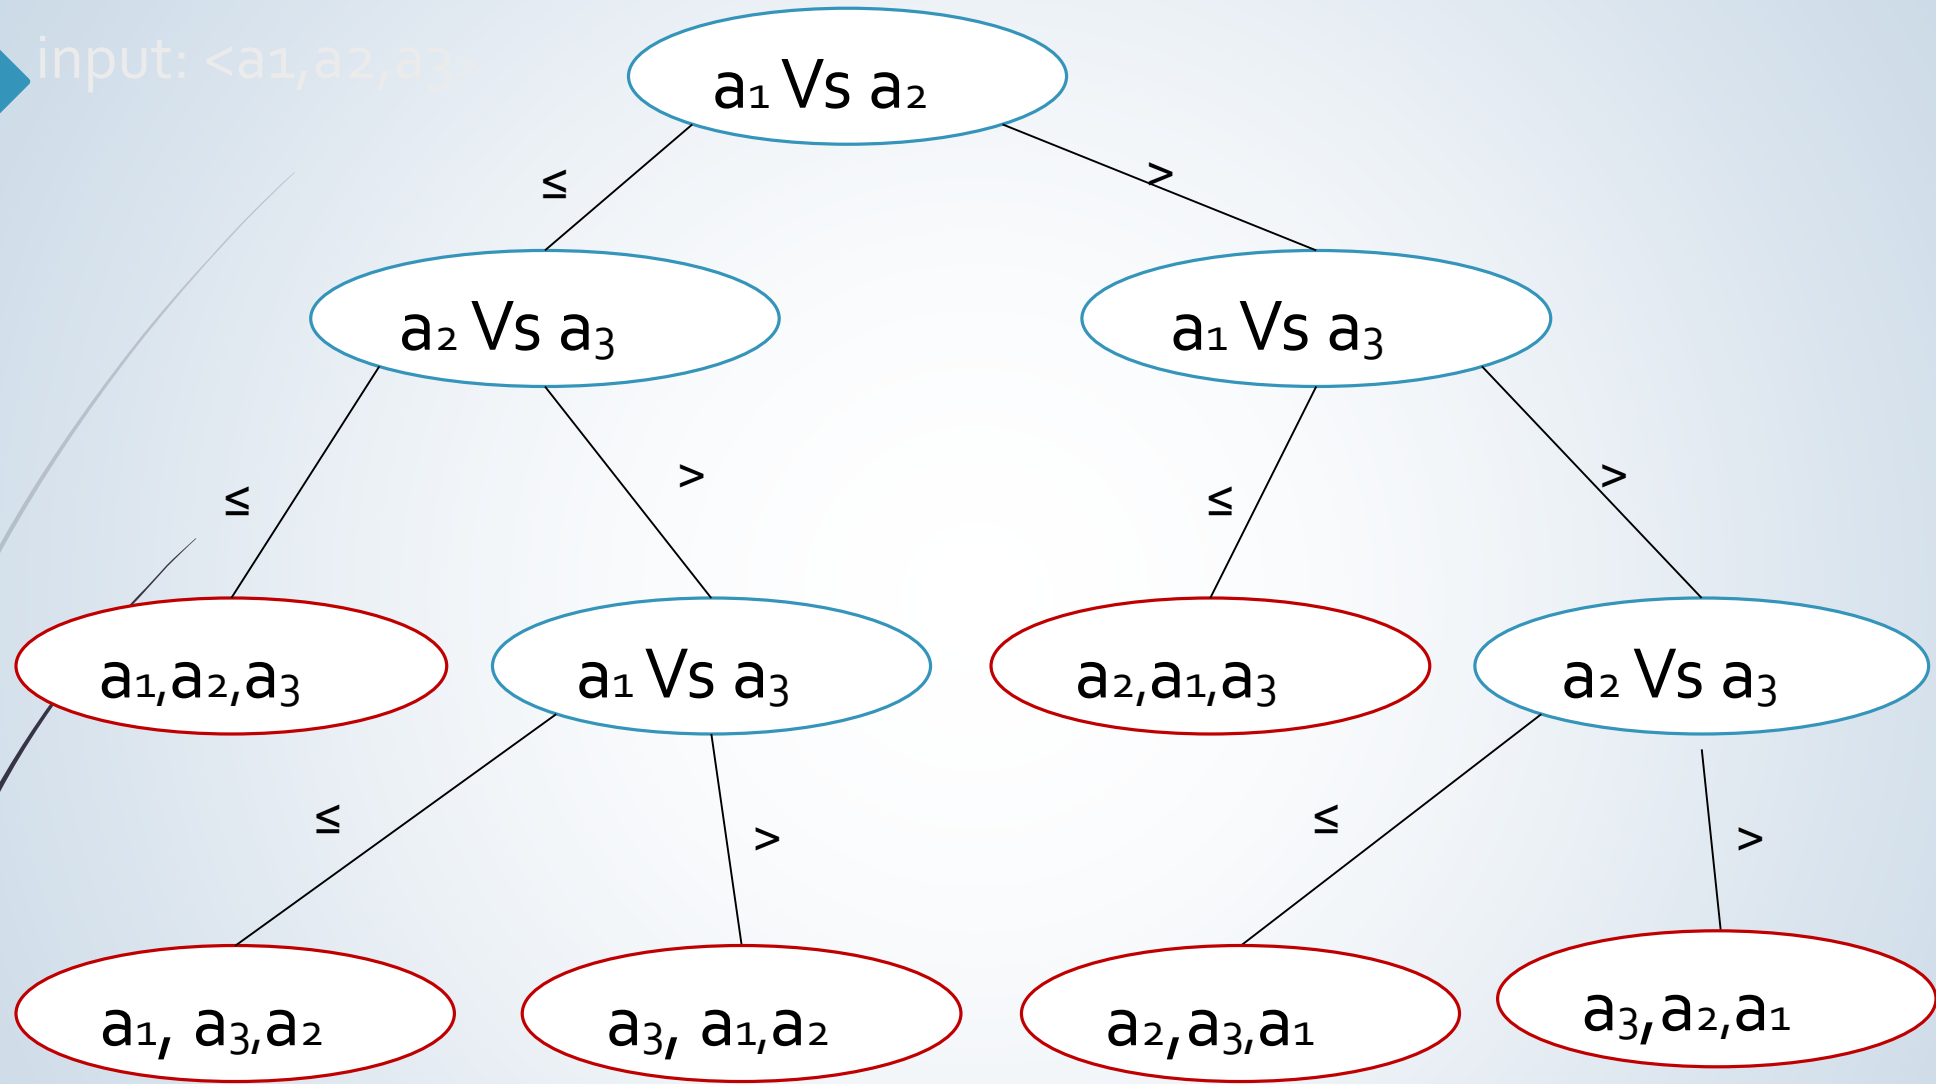 input: <a1,a2,a3>
a₁ Vs a₂
≤
>
a₂ Vs a₃
a₁ Vs a₃
≤
>
≤
>
a₁,a₂,a₃
a₁ Vs a₃
a₂,a₁,a₃
a₂ Vs a₃
≤
>
≤
>
a₁, a₃,a₂
a₃, a₁,a₂
a₂,a₃,a₁
a₃,a₂,a₁